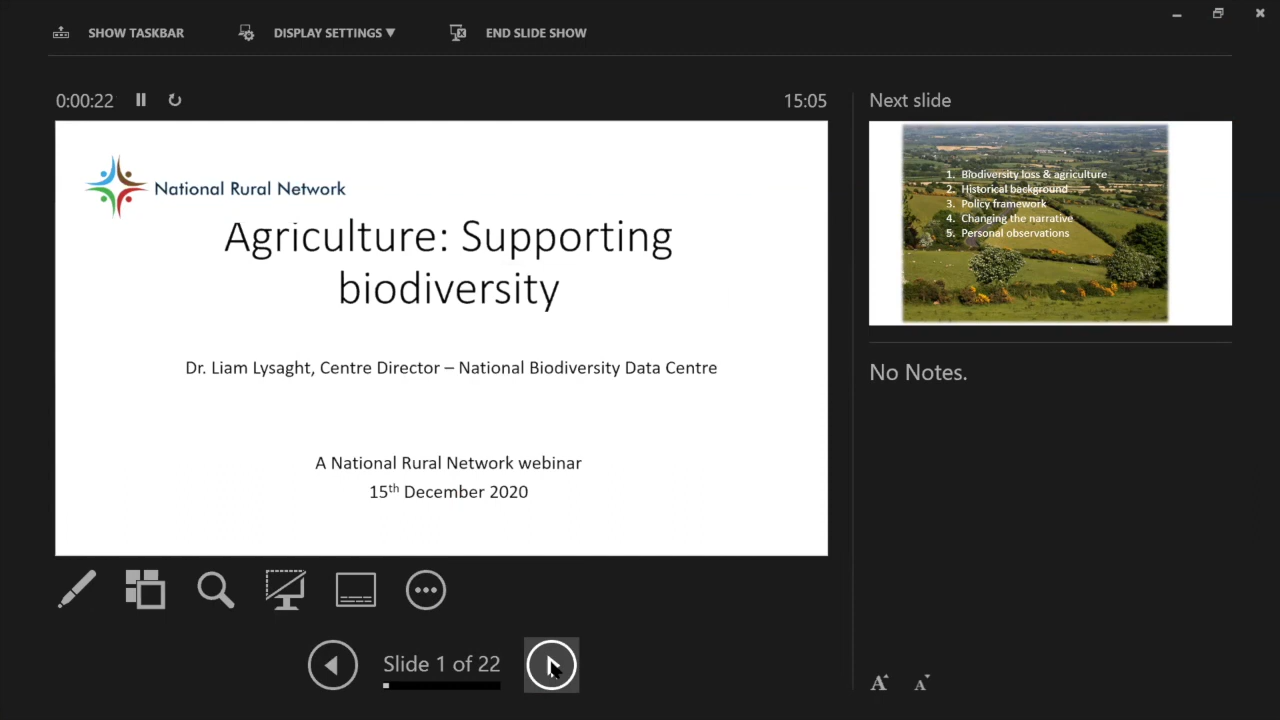 SHOW TASKBAR
DISPLAY SETTINGS ▼
END SLIDE SHOW
0:00:22
15:05
National Rural Network
Agriculture: Supporting
biodiversity
Dr. Liam Lysaght, Centre Director – National Biodiversity Data Centre
A National Rural Network webinar
15th December 2020
Slide 1 of 22
Next slide
1. Biodiversity loss & agriculture
2. Historical background
3. Policy framework
4. Changing the narrative
5. Personal observations
No Notes.
A A